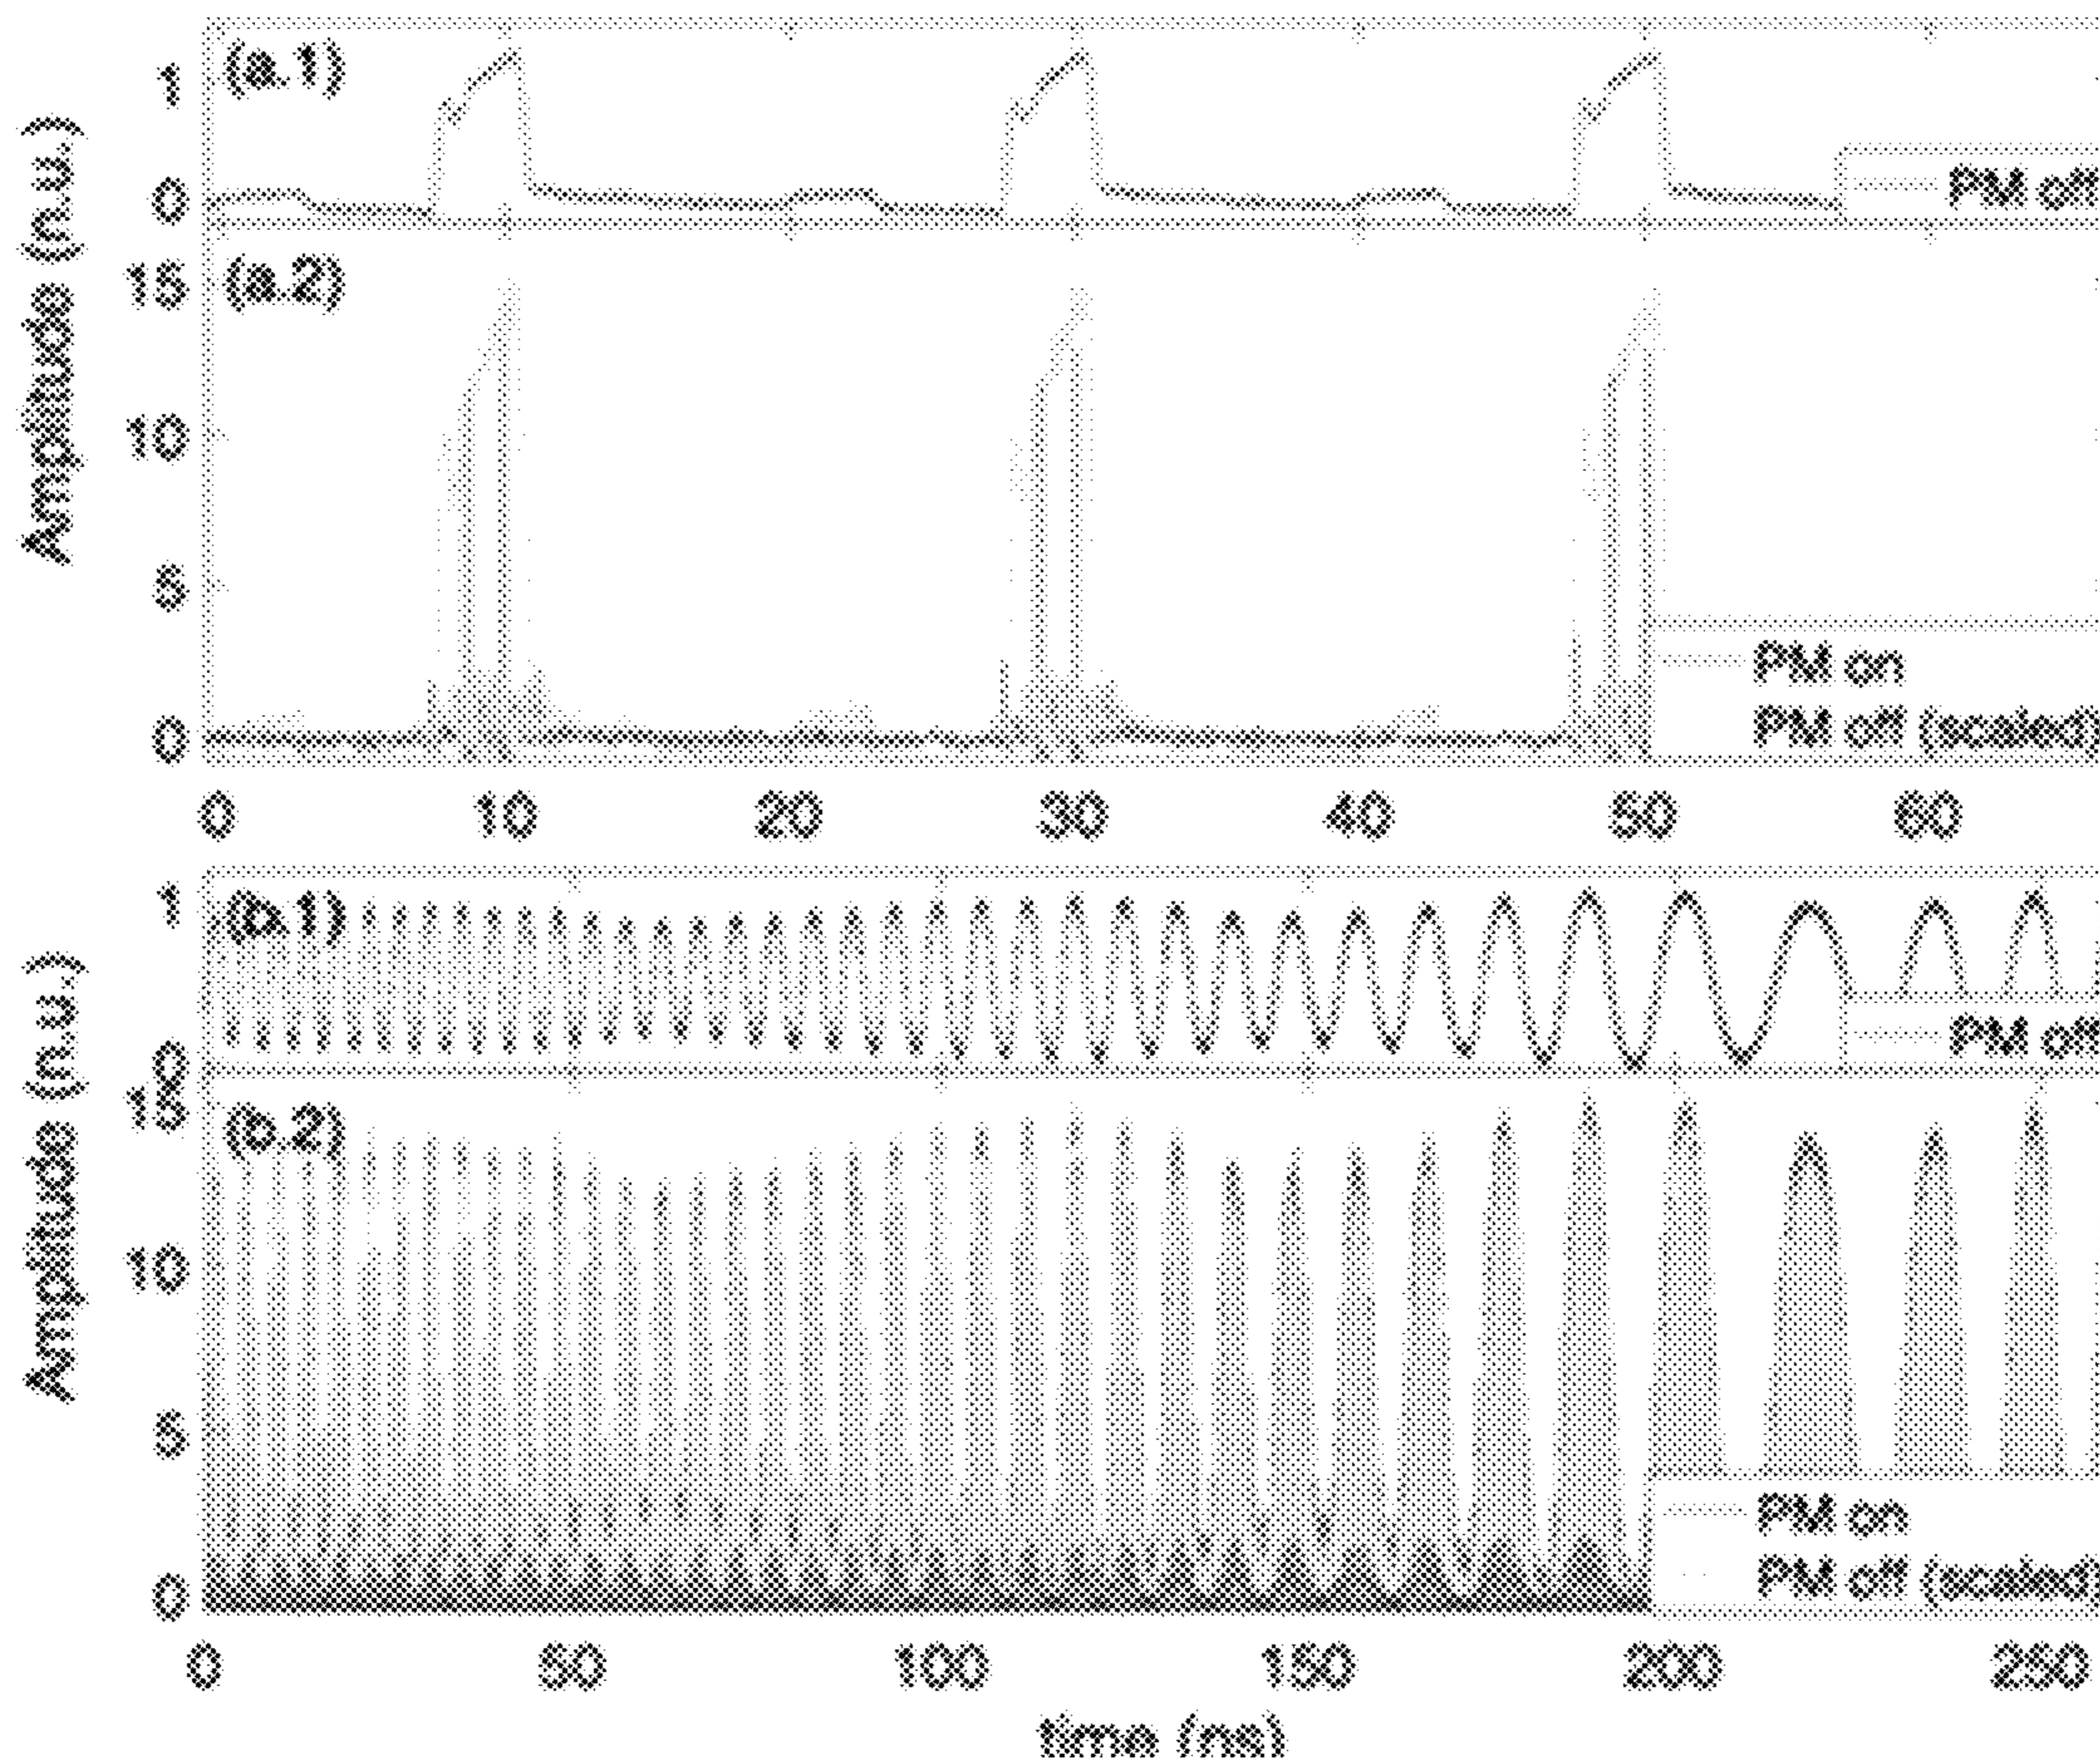 (a.1)
1
0
PM off
Amplitude (n.u.)
(a.2)
15
10
5
0
PM on
PM off (scaled)
0 10 20 30 40 50 60
(b.1)
1
0
PM off
Amplitude (n.u.)
(b.2)
15
10
5
0
PM on
PM off (scaled)
0 50 100 150 200 250
time (ns)